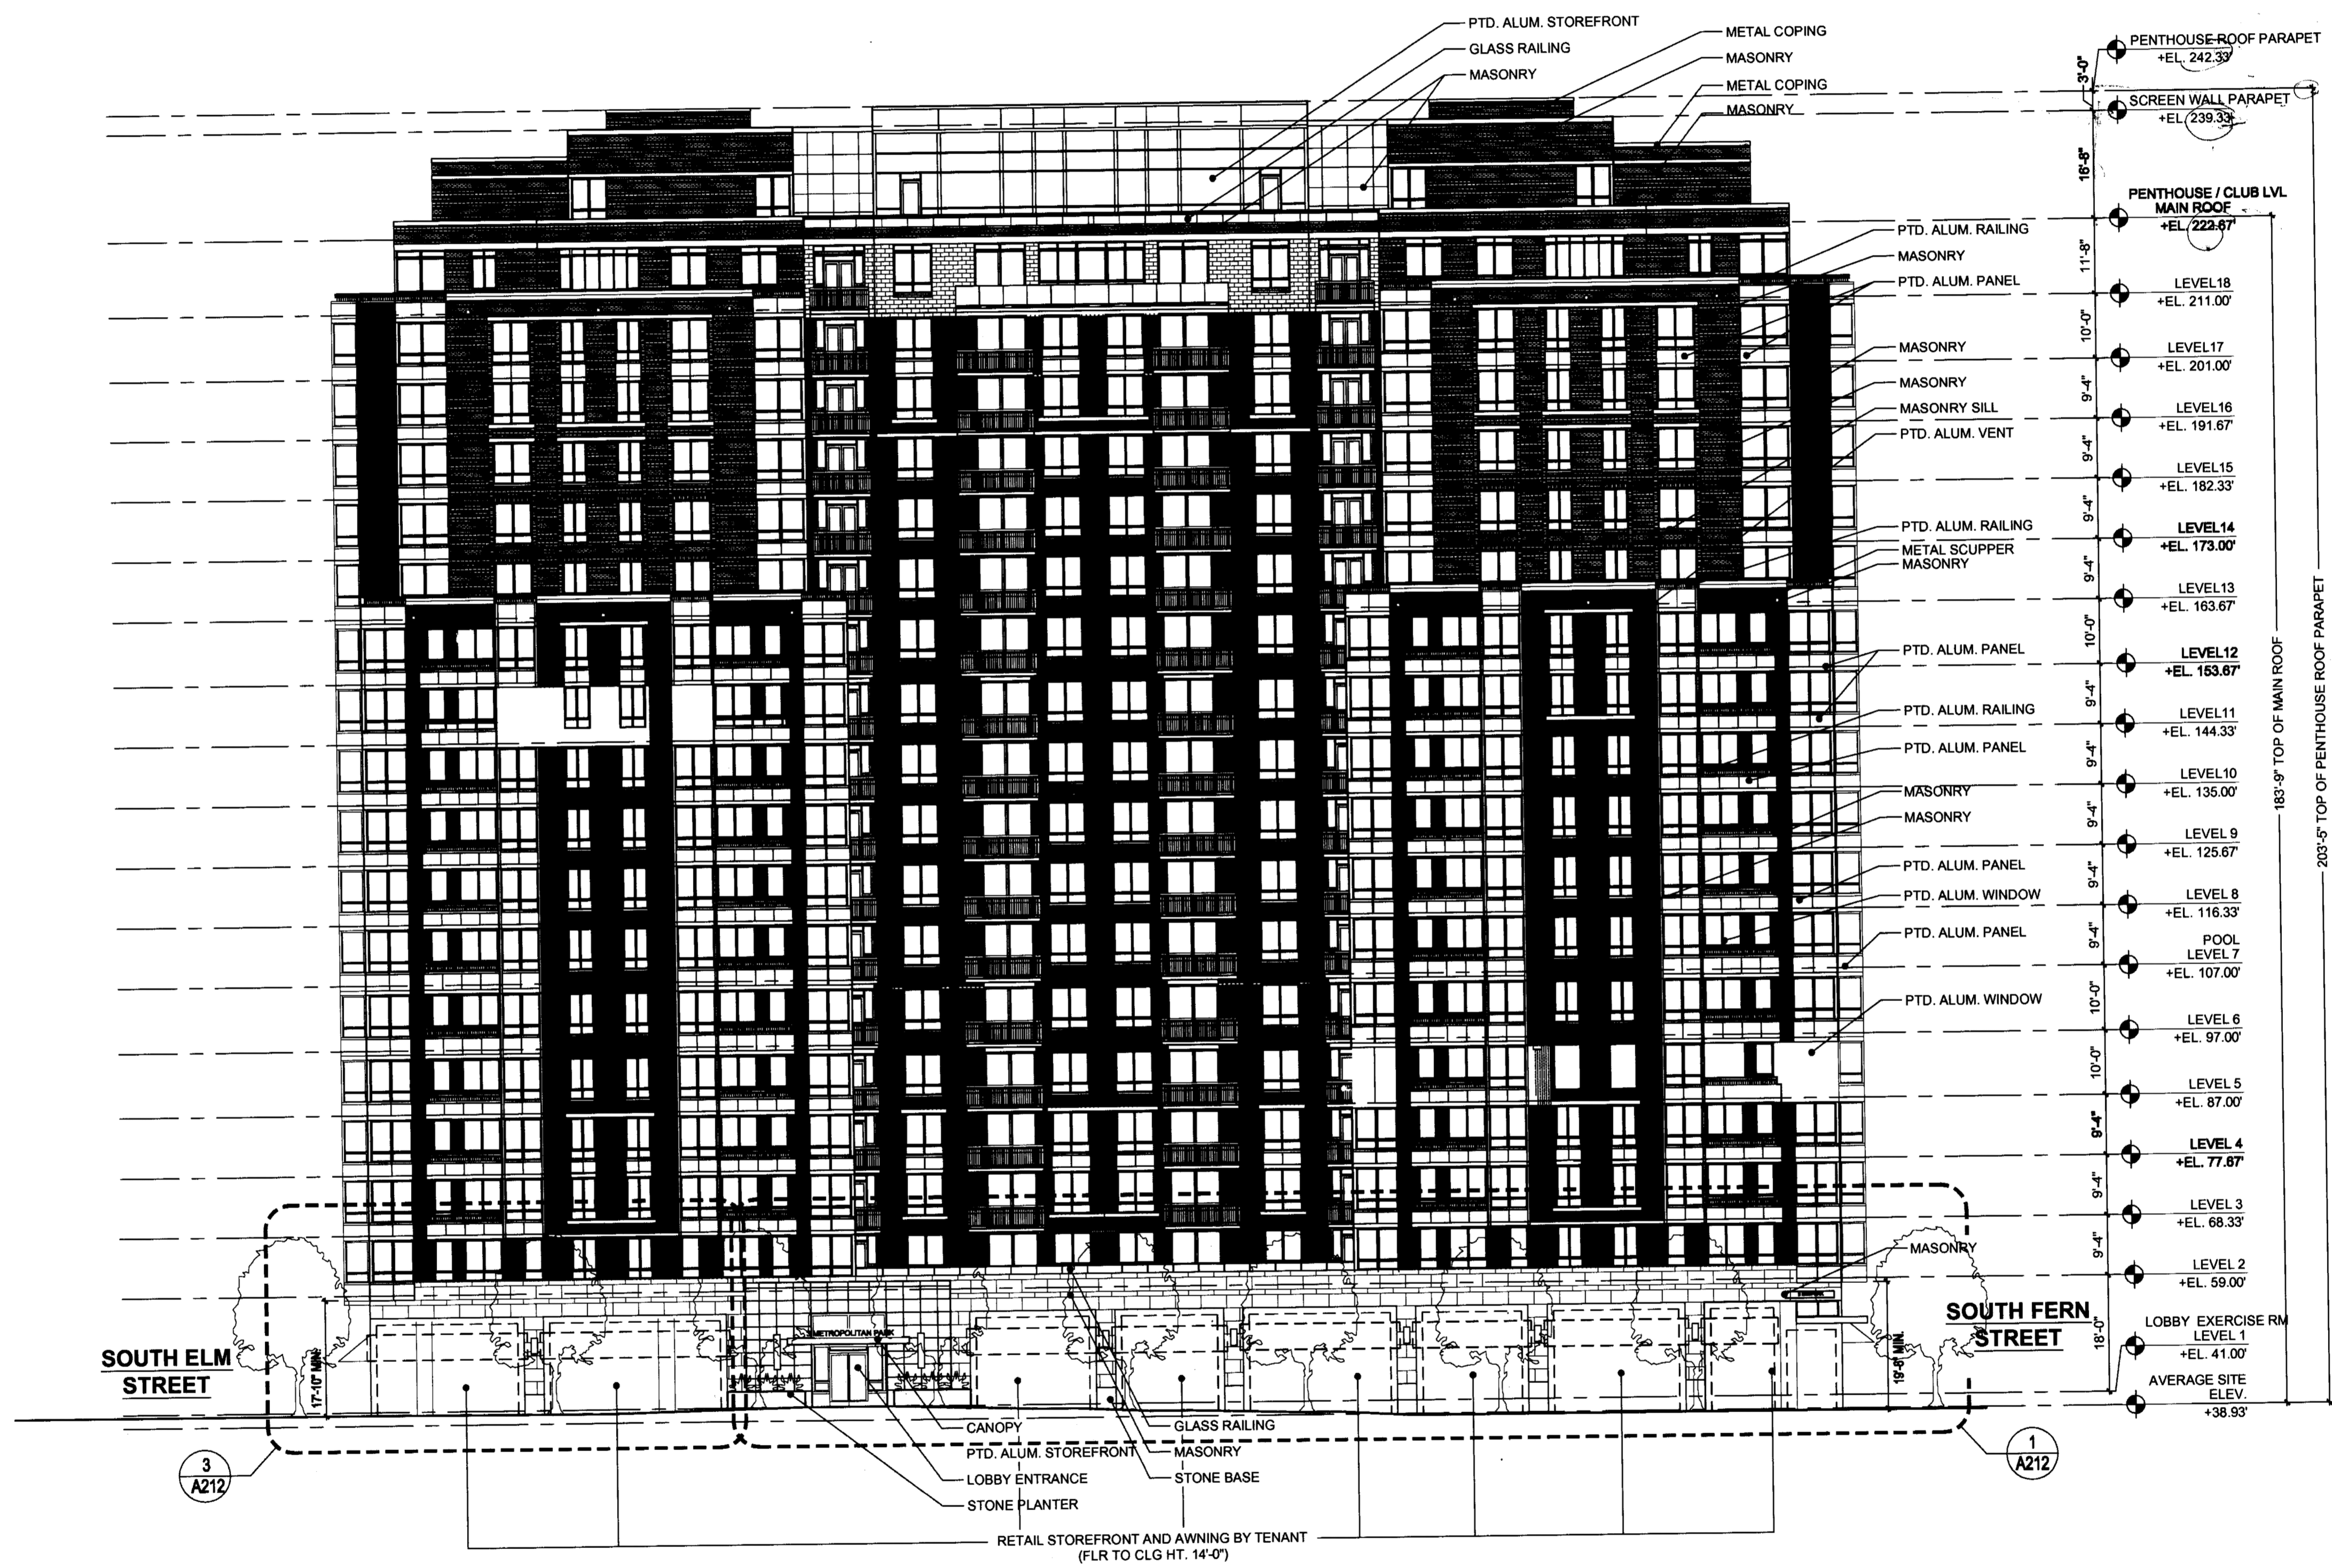 PTD. ALUM. STOREFRONT
GLASS RAILING
MASONRY
METAL COPING
MASONRY
METAL COPING
MASONRY
PTD. ALUM. RAILING
MASONRY
PTD. ALUM. PANEL
MASONRY
MASONRY
MASONRY SILL
PTD. ALUM. VENT
PTD. ALUM. RAILING
METAL SCUPPER
MASONRY
PTD. ALUM. PANEL
PTD. ALUM. RAILING
PTD. ALUM. PANEL
MASONRY
MASONRY
PTD. ALUM. PANEL
PTD. ALUM. WINDOW
PTD. ALUM. PANEL
PTD. ALUM. WINDOW
MASONRY
PENTHOUSE ROOF PARAPET
+EL. 242.33'
3'-0"
SCREEN WALL PARAPET
+EL. 239.33'
16'-8"
PENTHOUSE / CLUB LVL
MAIN ROOF
+EL. 222.67'
11'-8"
LEVEL18
+EL. 211.00'
10'-0"
LEVEL17
+EL. 201.00'
9'-4"
LEVEL16
+EL. 191.67'
9'-4"
LEVEL15
+EL. 182.33'
9'-4"
LEVEL14
+EL. 173.00'
9'-4"
LEVEL13
+EL. 163.67'
10'-0"
LEVEL12
+EL. 153.67'
9'-4"
LEVEL11
+EL. 144.33'
9'-4"
LEVEL10
+EL. 135.00'
9'-4"
LEVEL 9
+EL. 125.67'
9'-4"
LEVEL 8
+EL. 116.33'
9'-4"
POOL
LEVEL 7
+EL. 107.00'
10'-0"
LEVEL 6
+EL. 97.00'
10'-0"
LEVEL 5
+EL. 87.00'
9'-4"
LEVEL 4
+EL. 77.67'
9'-4"
LEVEL 3
+EL. 68.33'
9'-4"
LEVEL 2
+EL. 59.00'
18'-0"
LOBBY EXERCISE RM
LEVEL 1
+EL. 41.00'
AVERAGE SITE
ELEV.
+38.93'
183'-9" TOP OF MAIN ROOF
203'-5" TOP OF PENTHOUSE ROOF PARAPET
SOUTH ELM
STREET
17'-10" MIN.
METROPOLITAN PARK
19'-8" MIN.
SOUTH FERN
STREET
3
A212
1
A212
CANOPY
PTD. ALUM. STOREFRONT
LOBBY ENTRANCE
STONE PLANTER
GLASS RAILING
MASONRY
STONE BASE
RETAIL STOREFRONT AND AWNING BY TENANT
(FLR TO CLG HT. 14'-0")